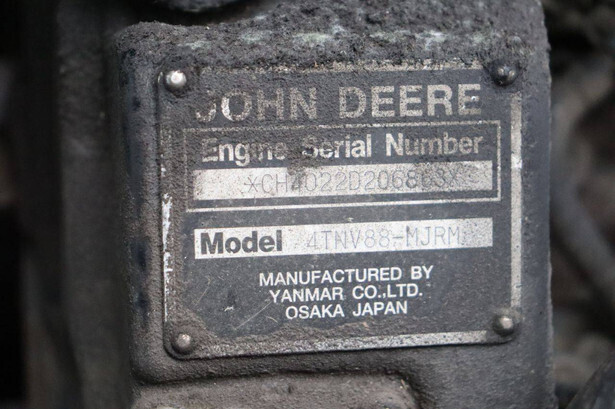 JOHN DEERE
Engine Serial Number
Model 4TNV88-MJRM
MANUFACTURED BY
YANMAR CO.,LTD.
OSAKA JAPAN